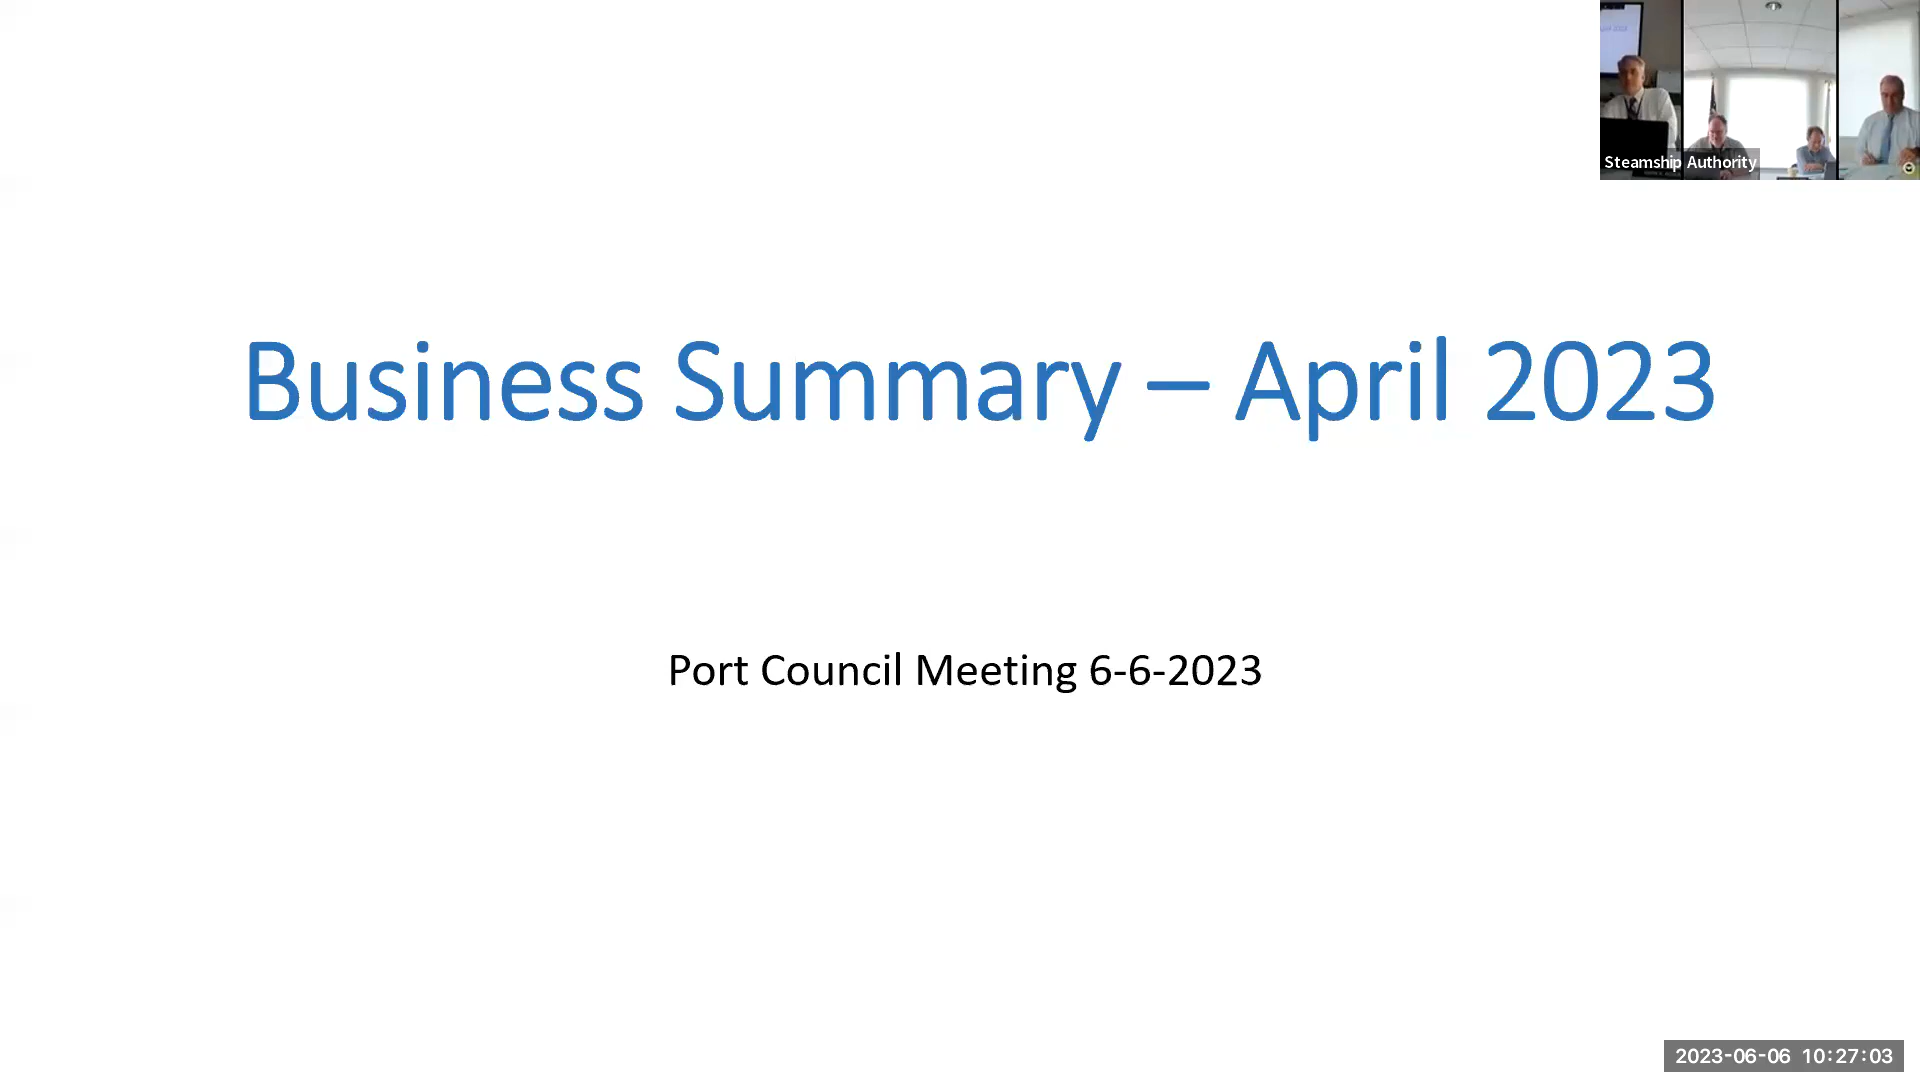 Steamship Authority
Business Summary – April 2023
Port Council Meeting 6-6-2023
2023-06-06 10:27:03